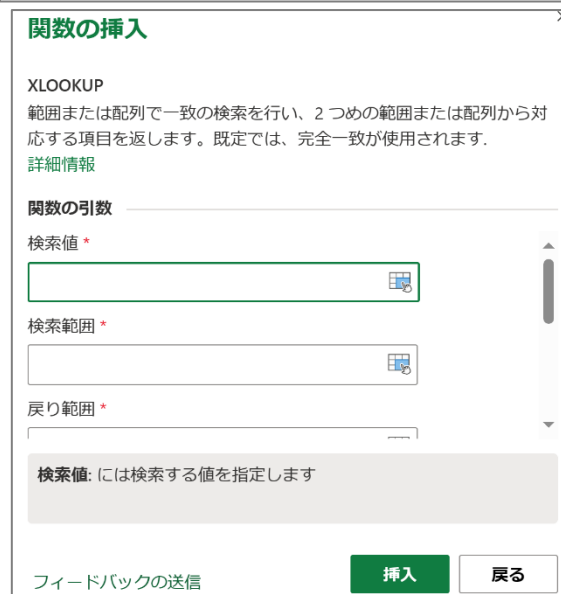 関数の挿入
XLOOKUP
範囲または配列で一致の検索を行い、2 つめの範囲または配列から対
応する項目を返します。既定では、完全一致が使用されます.
詳細情報
関数の引数
検索値 *
検索範囲 *
戻り範囲 *
検索値: には検索する値を指定します
フィードバックの送信
挿入
戻る